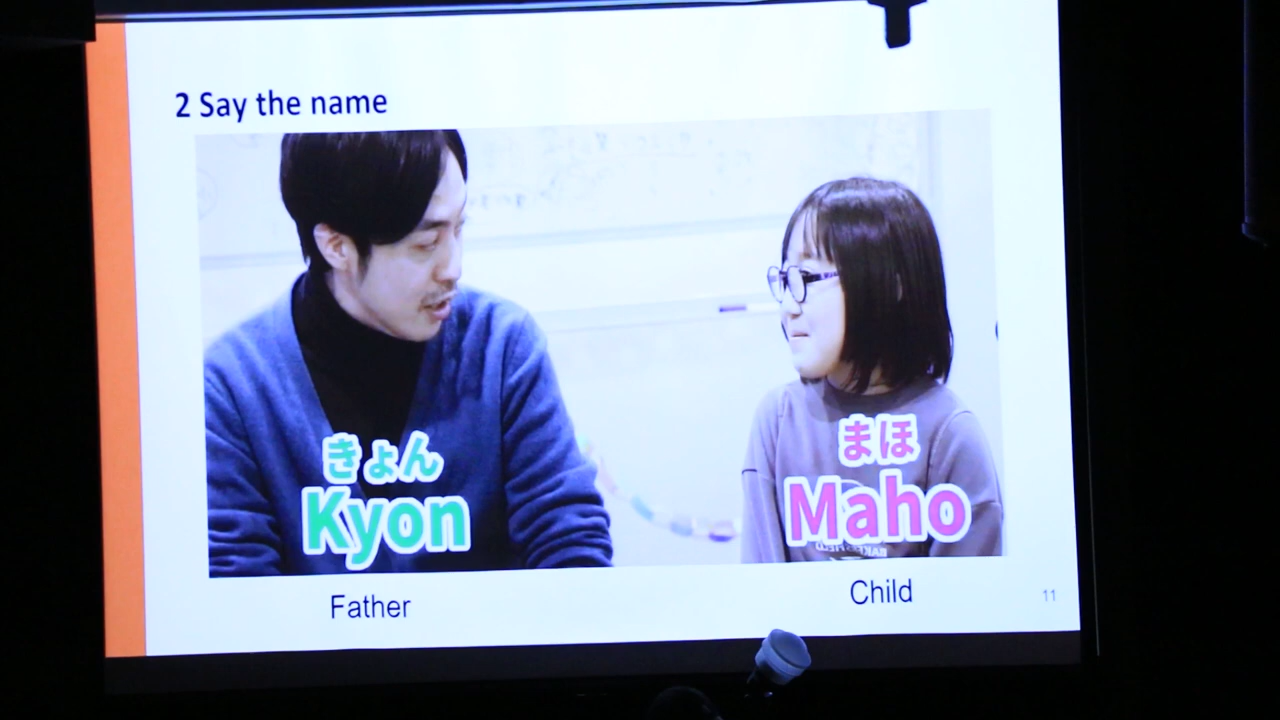 2 Say the name
きょん
Kyon
まほ
Maho
Father
Child
11